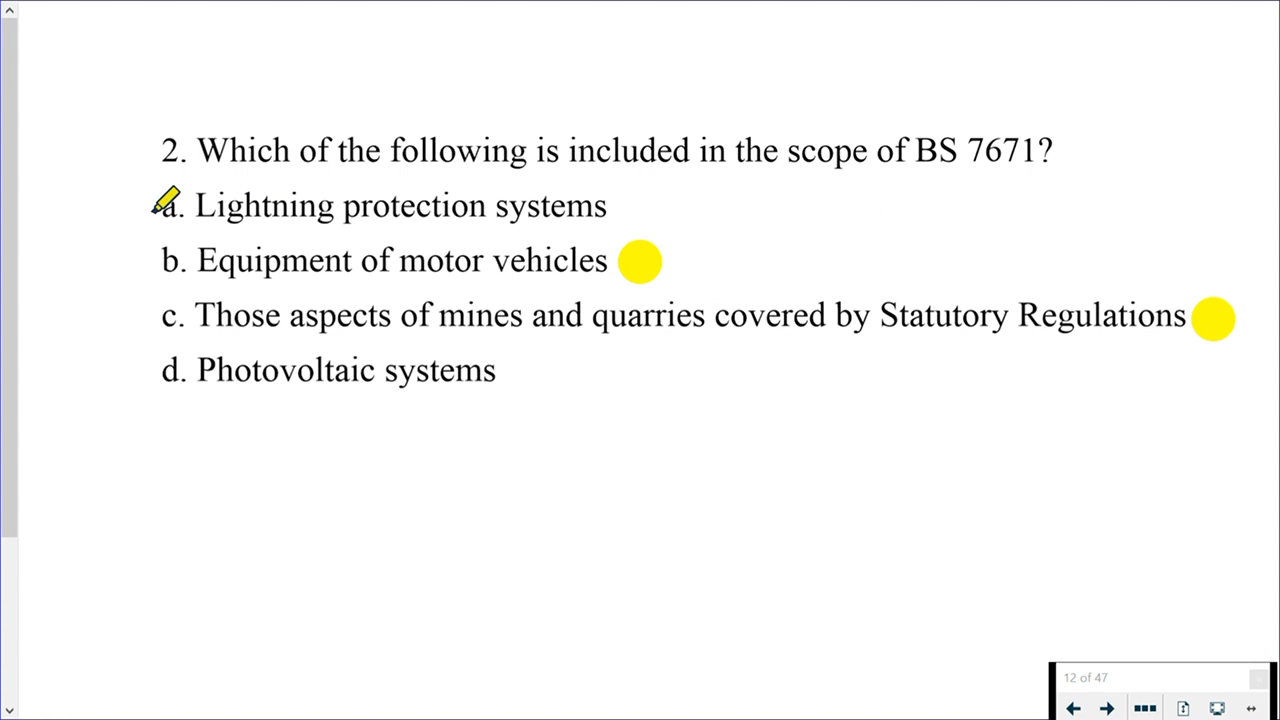 2. Which of the following is included in the scope of BS 7671?
a. Lightning protection systems
b. Equipment of motor vehicles
c. Those aspects of mines and quarries covered by Statutory Regulations
d. Photovoltaic systems
12 of 47